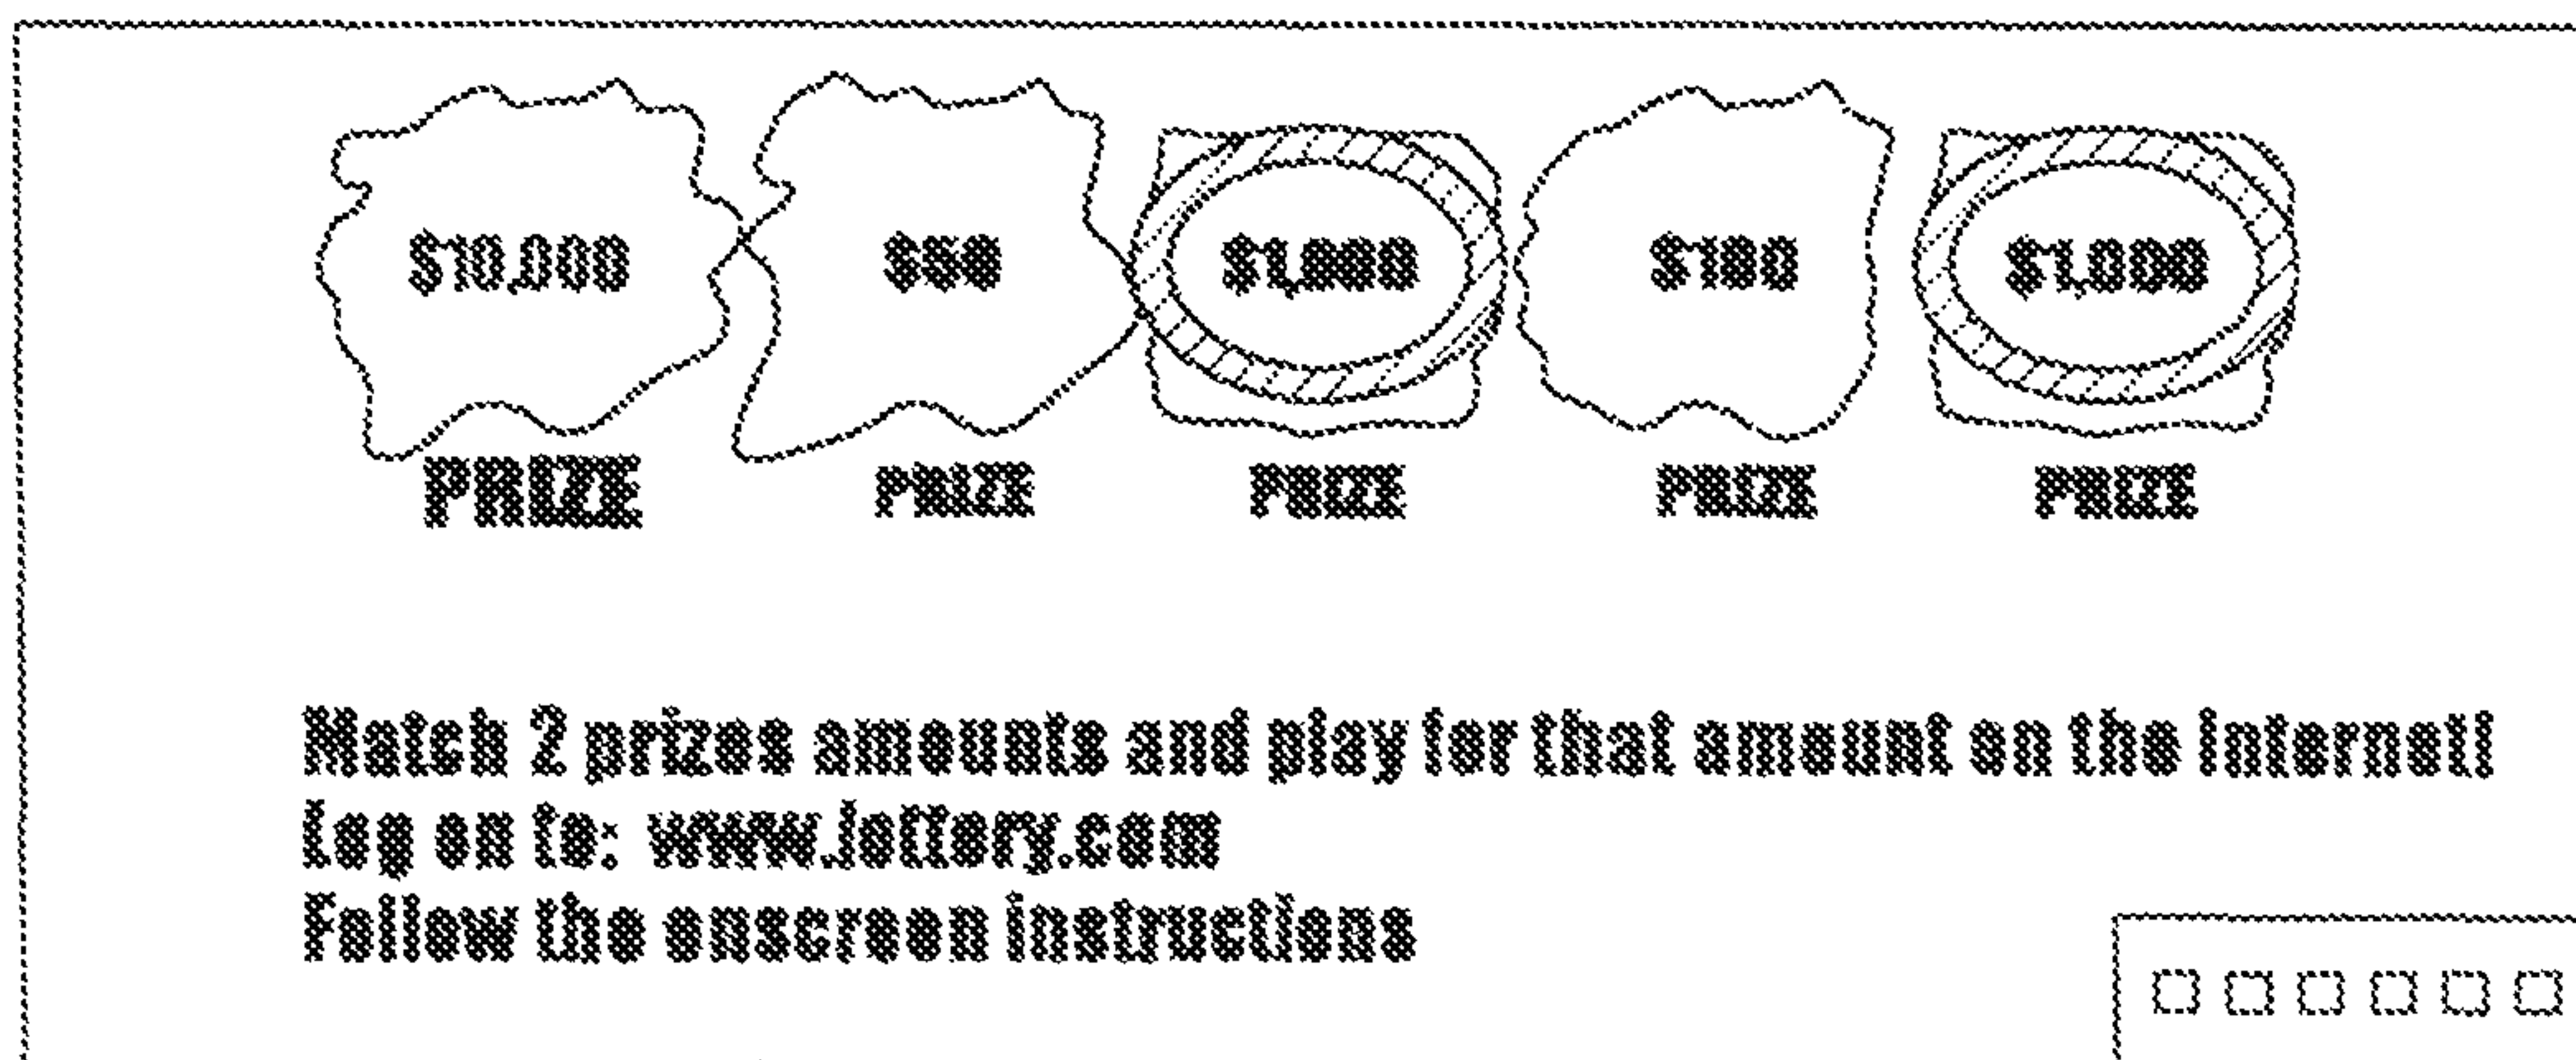 $10,000 $50 $1,000 $100 $1,000
PRIZE PRIZE PRIZE PRIZE PRIZE
Match 2 prizes amounts and play for that amount on the internet!
Log on to: www.lottery.com
Follow the onscreen instructions